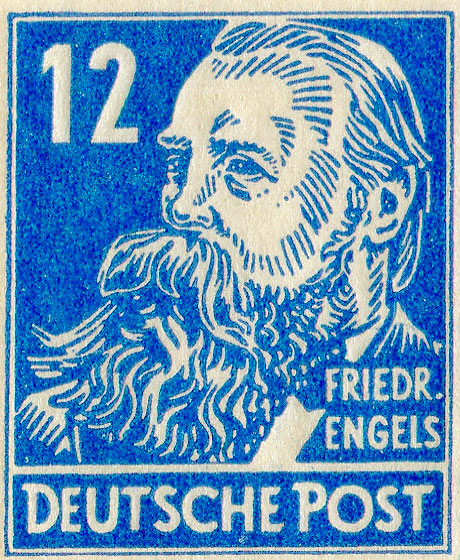 12
FRIEDR.
ENGELS
DEUTSCHE POST